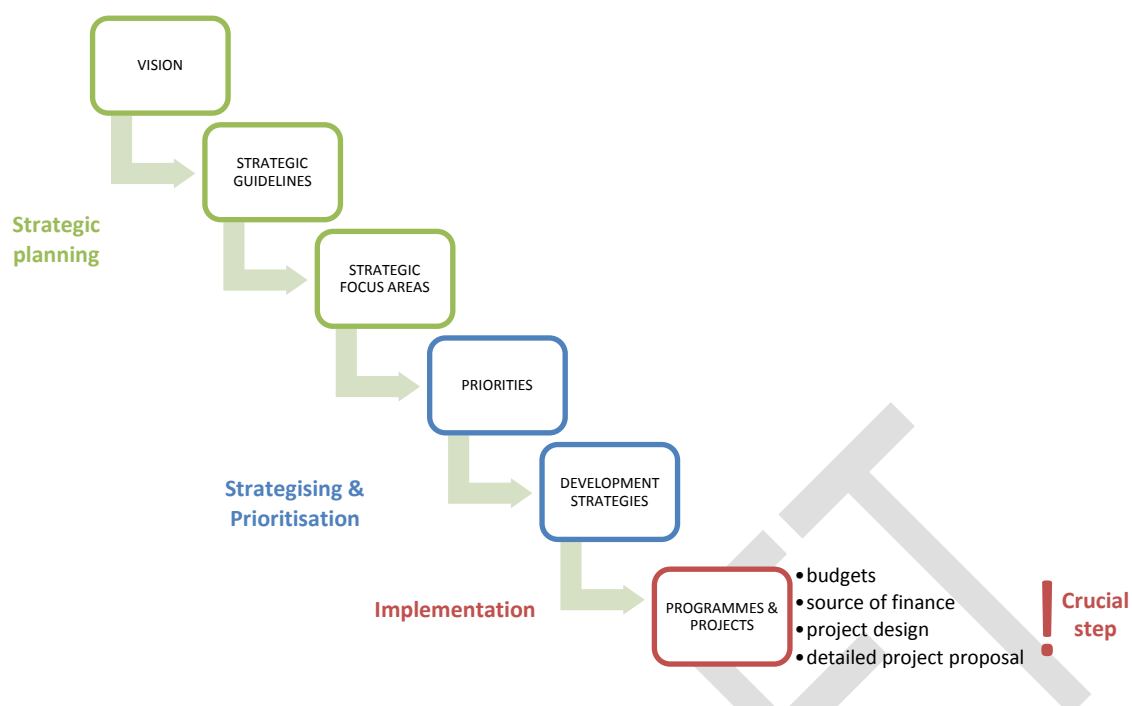 VISION
STRATEGIC
GUIDELINES
Strategic
planning
STRATEGIC
FOCUS AREAS
PRIORITIES
Strategising &
Prioritisation
DEVELOPMENT
STRATEGIES
Implementation
PROGRAMMES &
PROJECTS
•budgets
•source of finance
•project design
•detailed project proposal
!
Crucial
step